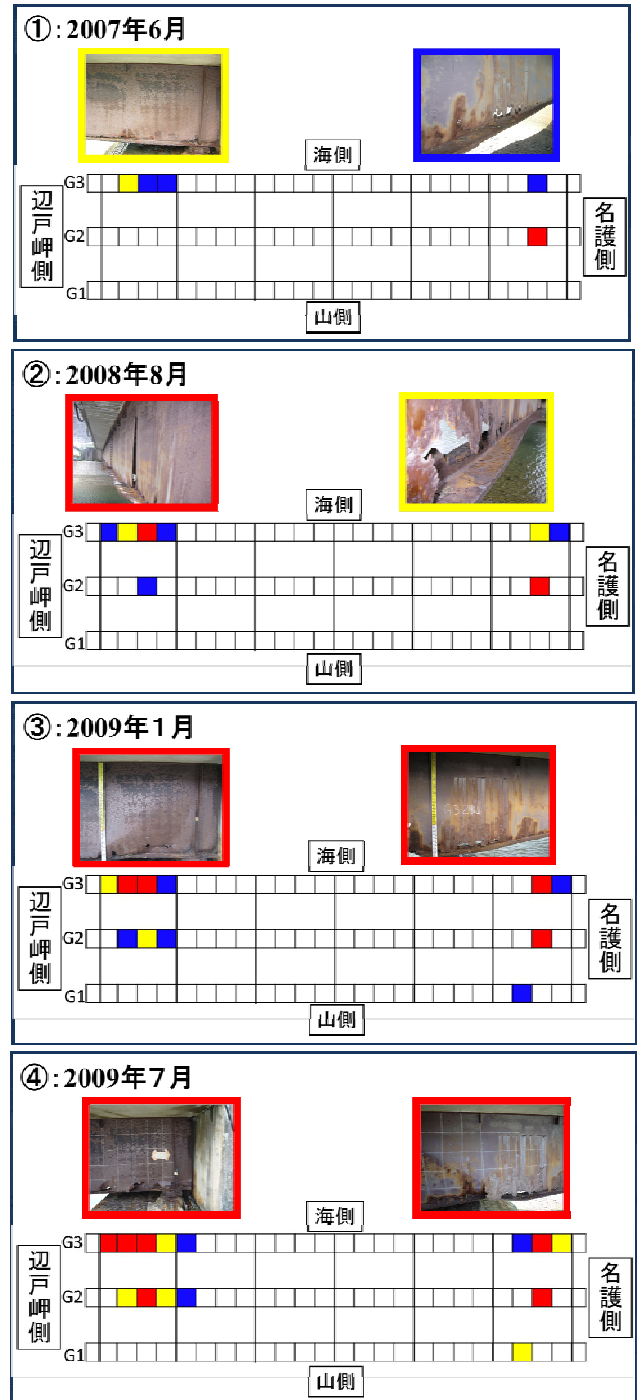 ①:2007年6月
海側
G3
辺戸岬側
名護側
G2
G1
山側
②:2008年8月
海側
G3
辺戸岬側
名護側
G2
G1
山側
③:2009年１月
海側
G3
辺戸岬側
名護側
G2
G1
山側
④:2009年７月
海側
G3
辺戸岬側
名護側
G2
G1
山側